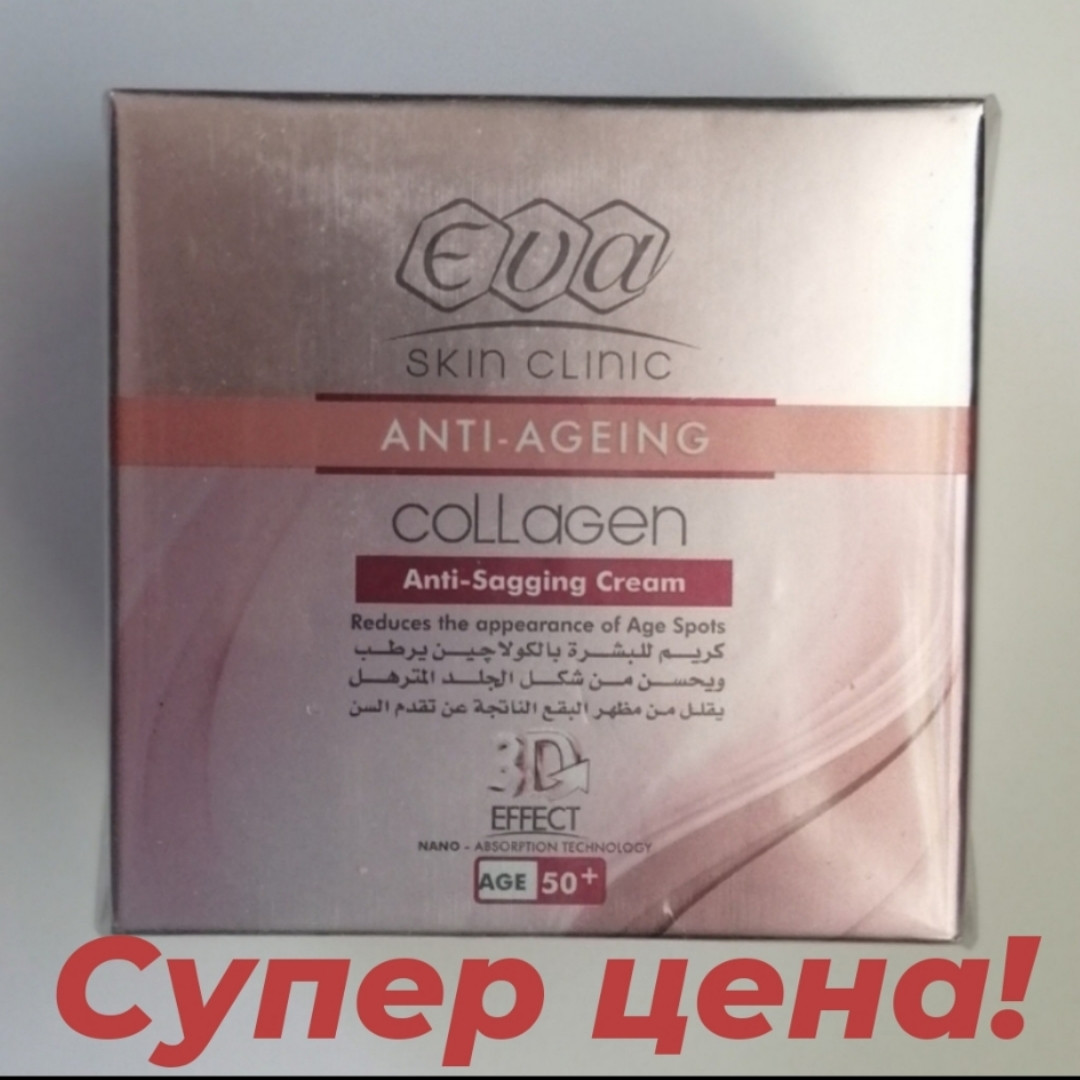 Eva
SKIN CLINIC
ANTI-AGEING
collagen
Anti-Sagging Cream
Reduces the appearance of Age Spots
كريم للبشرة بالكولاچين يرطب
ويحسن من شكل الجلد المترهل
يقلل من مظهر البقع الناتجة عن تقدم السن
3D
EFFECT
NANO - ABSORPTION TECHNOLOGY
AGE 50+
Супер цена!